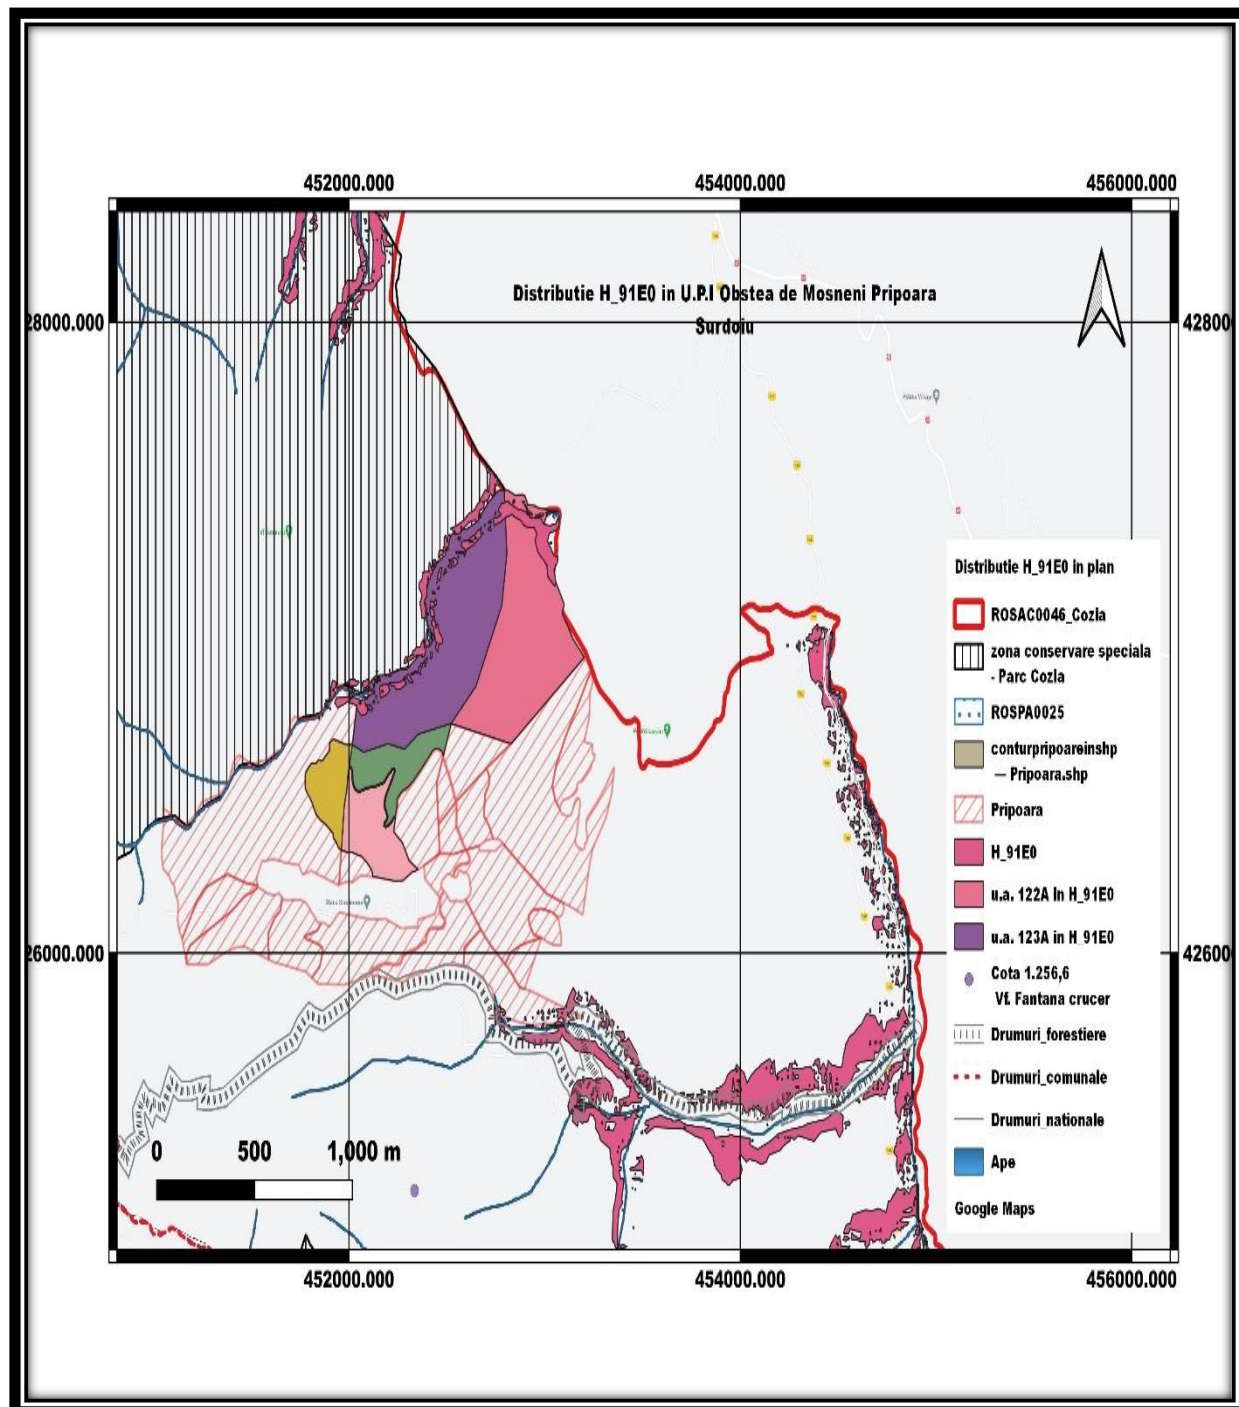 452000.000 454000.000 456000.000
Distributie H_91E0 in U.P.I Obstea de Mosneni Pripoara
Surdoiu
28000.000 42800
Distributie H_91E0 in plan
ROSAC0046_Cozia
zona conservare speciala
- Parc Cozia
ROSPA0025
conturpripoareinshp
— Pripoara.shp
Pripoara
H_91E0
u.a. 122A in H_91E0
u.a. 123A in H_91E0
26000.000 42600
Cota 1.256,6
Vf. Fantana crucer
Drumuri_forestiere
Drumuri_comunale
Drumuri_nationale
Ape
Google Maps
0 500 1,000 m
452000.000 454000.000 456000.000